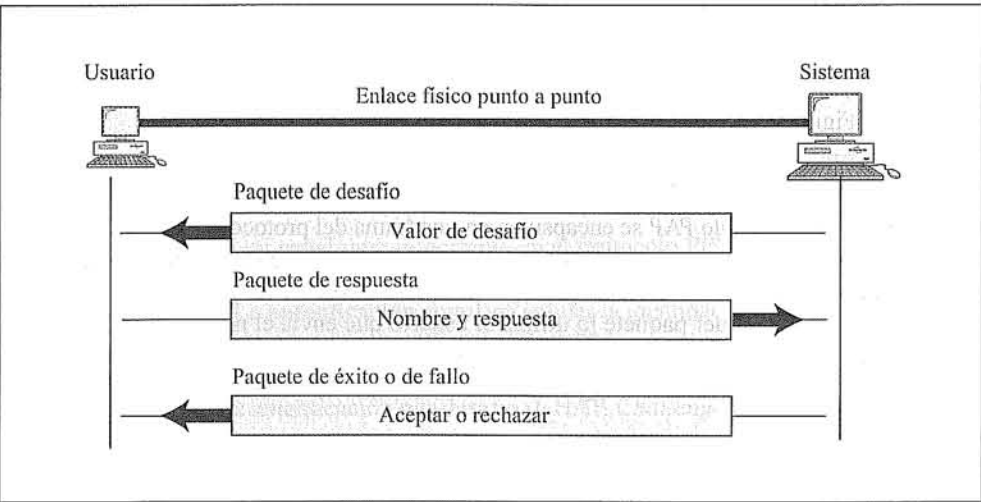 Usuario
Sistema
Enlace físico punto a punto
Paquete de desafío
Valor de desafío
Paquete de respuesta
Nombre y respuesta
Paquete de éxito o de fallo
Aceptar o rechazar